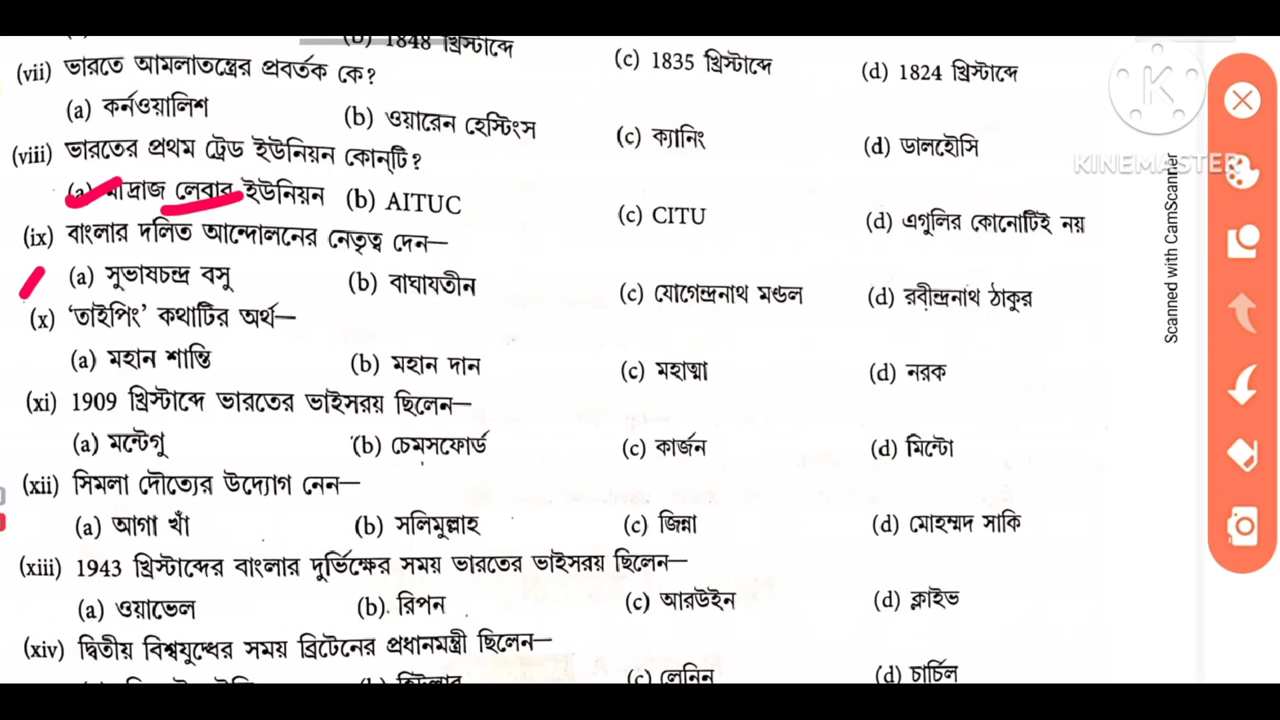 (b) 1848 খ্রিস্টাব্দে (c) 1835 খ্রিস্টাব্দে (d) 1824 খ্রিস্টাব্দে
(vii) ভারতে আমলাতন্ত্রের প্রবর্তক কে?
(a) কর্নওয়ালিশ (b) ওয়ারেন হেস্টিংস (c) ক্যানিং (d) ডালহৌসি
(viii) ভারতের প্রথম ট্রেড ইউনিয়ন কোন্‌টি?
(a) মাদ্রাজ লেবার ইউনিয়ন (b) AITUC (c) CITU (d) এগুলির কোনোটিই নয়
(ix) বাংলার দলিত আন্দোলনের নেতৃত্ব দেন—
(a) সুভাষচন্দ্র বসু (b) বাঘাযতীন (c) যোগেন্দ্রনাথ মণ্ডল (d) রবীন্দ্রনাথ ঠাকুর
(x) ‘তাইপিং’ কথাটির অর্থ—
(a) মহান শান্তি (b) মহান দান (c) মহাত্মা (d) নরক
(xi) 1909 খ্রিস্টাব্দে ভারতের ভাইসরয় ছিলেন—
(a) মন্টেগু (b) চেমসফোর্ড (c) কার্জন (d) মিন্টো
(xii) সিমলা দৌত্যের উদ্যোগ নেন—
(a) আগা খাঁ (b) সলিমুল্লাহ (c) জিন্না (d) মোহম্মদ সাকি
(xiii) 1943 খ্রিস্টাব্দের বাংলার দুর্ভিক্ষের সময় ভারতের ভাইসরয় ছিলেন—
(a) ওয়াভেল (b) রিপন (c) আরউইন (d) ক্লাইভ
(xiv) দ্বিতীয় বিশ্বযুদ্ধের সময় ব্রিটেনের প্রধানমন্ত্রী ছিলেন—
(b) হিটলার (c) লেনিন (d) চার্চিল
Scanned with CamScanner
KINEMASTER
K